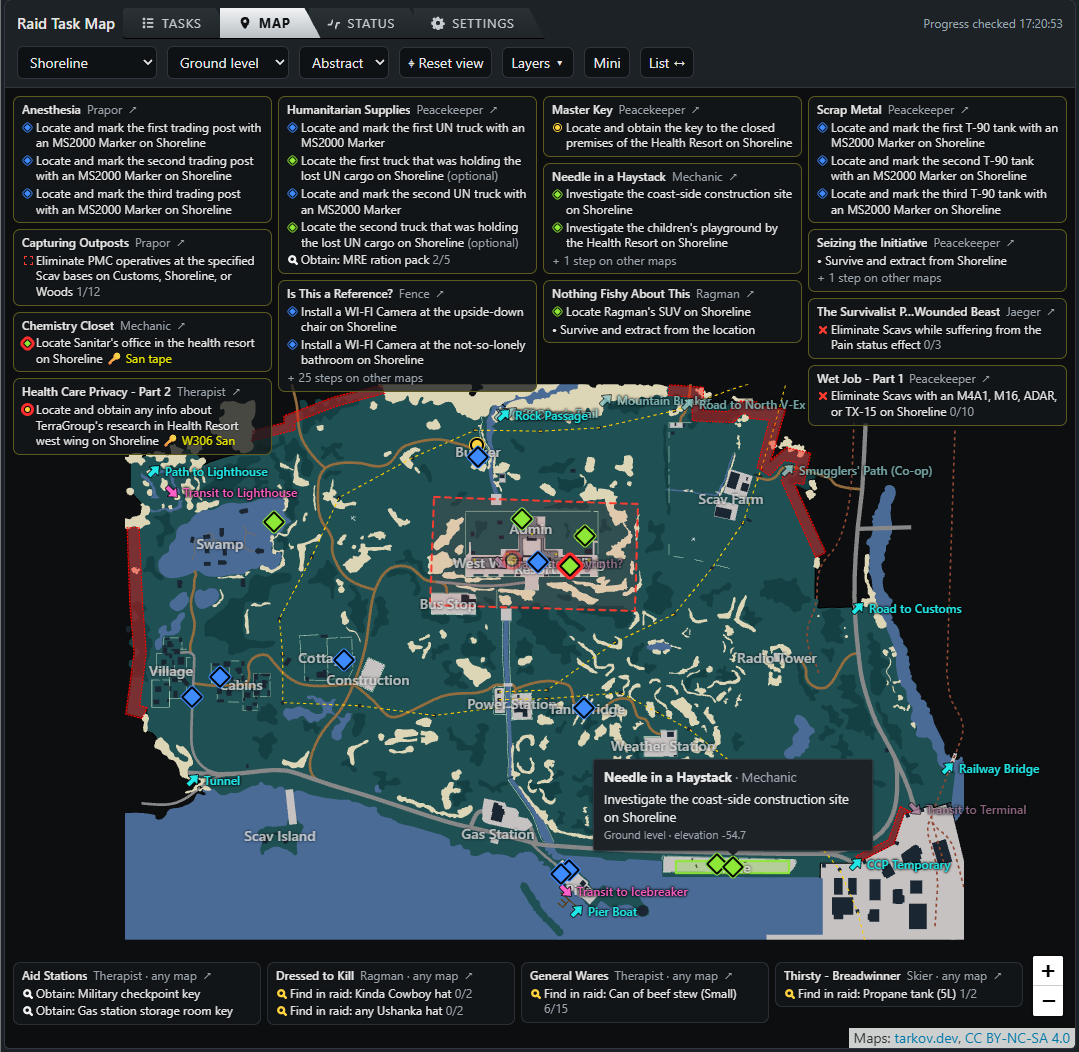 Raid Task Map
TASKS
MAP
STATUS
SETTINGS
Progress checked 17:20:53
Shoreline
Ground level
Abstract
Reset view
Layers
Mini
List ↔
Anesthesia Prapor ↗
Locate and mark the first trading post with
an MS2000 Marker on Shoreline
Locate and mark the second trading post
with an MS2000 Marker on Shoreline
Locate and mark the third trading post
with an MS2000 Marker on Shoreline
Capturing Outposts Prapor ↗
Eliminate PMC operatives at the specified
Scav bases on Customs, Shoreline, or
Woods 1/12
Chemistry Closet Mechanic ↗
Locate Sanitar's office in the health resort
on Shoreline San tape
Health Care Privacy - Part 2 Therapist ↗
Locate and obtain any info about
TerraGroup's research in Health Resort
west wing on Shoreline W306 San
Humanitarian Supplies Peacekeeper ↗
Locate and mark the first UN truck with an
MS2000 Marker
Locate the first truck that was holding the
lost UN cargo on Shoreline (optional)
Locate and mark the second UN truck with
an MS2000 Marker
Locate the second truck that was holding
the lost UN cargo on Shoreline (optional)
Obtain: MRE ration pack 2/5
Is This a Reference? Fence ↗
Install a WI-FI Camera at the upside-down
chair on Shoreline
Install a WI-FI Camera at the not-so-lonely
bathroom on Shoreline
+ 25 steps on other maps
Master Key Peacekeeper ↗
Locate and obtain the key to the closed
premises of the Health Resort on Shoreline
Needle in a Haystack Mechanic ↗
Investigate the coast-side construction site
on Shoreline
Investigate the children's playground by
the Health Resort on Shoreline
+ 1 step on other maps
Nothing Fishy About This Ragman ↗
Locate Ragman's SUV on Shoreline
• Survive and extract from the location
Scrap Metal Peacekeeper ↗
Locate and mark the first T-90 tank with an
MS2000 Marker on Shoreline
Locate and mark the second T-90 tank
with an MS2000 Marker on Shoreline
Locate and mark the third T-90 tank with
an MS2000 Marker on Shoreline
Seizing the Initiative Peacekeeper ↗
• Survive and extract from Shoreline
+ 1 step on other maps
The Survivalist P...Wounded Beast Jaeger ↗
Eliminate Scavs while suffering from the
Pain status effect 0/3
Wet Job - Part 1 Peacekeeper ↗
Eliminate Scavs with an M4A1, M16, ADAR,
or TX-15 on Shoreline 0/10
Mountain
Rock Passage
Road to North V-Ex
Path to Lighthouse
Transit to Lighthouse
Smugglers' Path (Co-op)
Scav Farm
Swamp
Admin
West
Bus Stop
Road to Customs
Village
Cabins
Construction
Radio Tower
Power Station
Weather Station
Tunnel
Railway Bridge
Scav Island
Gas Station
Transit to Terminal
CCP Temporary
Transit to Icebreaker
Pier Boat
Needle in a Haystack · Mechanic
Investigate the coast-side construction site
on Shoreline
Ground level · elevation -54.7
Aid Stations Therapist · any map ↗
Obtain: Military checkpoint key
Obtain: Gas station storage room key
Dressed to Kill Ragman · any map ↗
Find in raid: Kinda Cowboy hat 0/2
Find in raid: any Ushanka hat 0/2
General Wares Therapist · any map ↗
Find in raid: Can of beef stew (Small)
6/15
Thirsty - Breadwinner Skier · any map ↗
Find in raid: Propane tank (5L) 1/2
+
−
Maps: tarkov.dev, CC BY-NC-SA 4.0